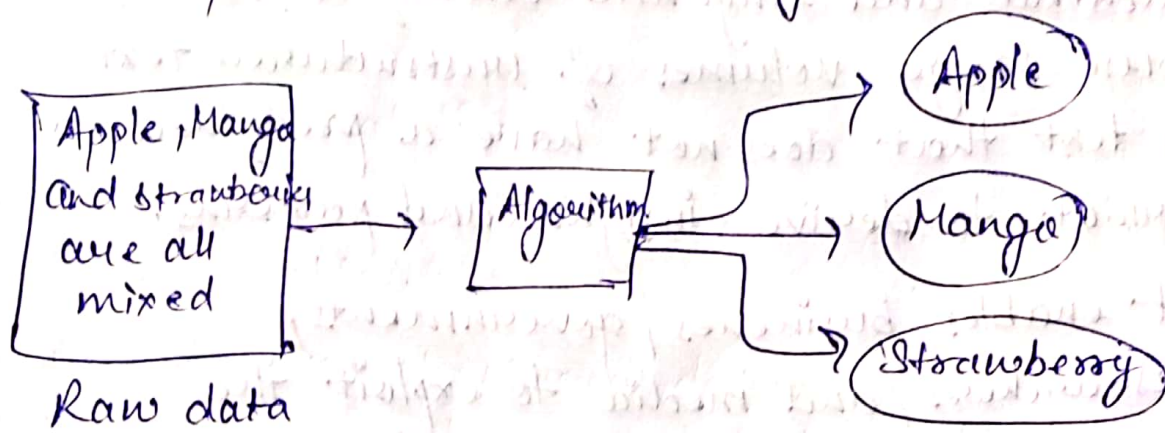 Apple, Mango
and strawberries
are all
mixed
Raw data
Algorithm
Apple
Mango
Strawberry